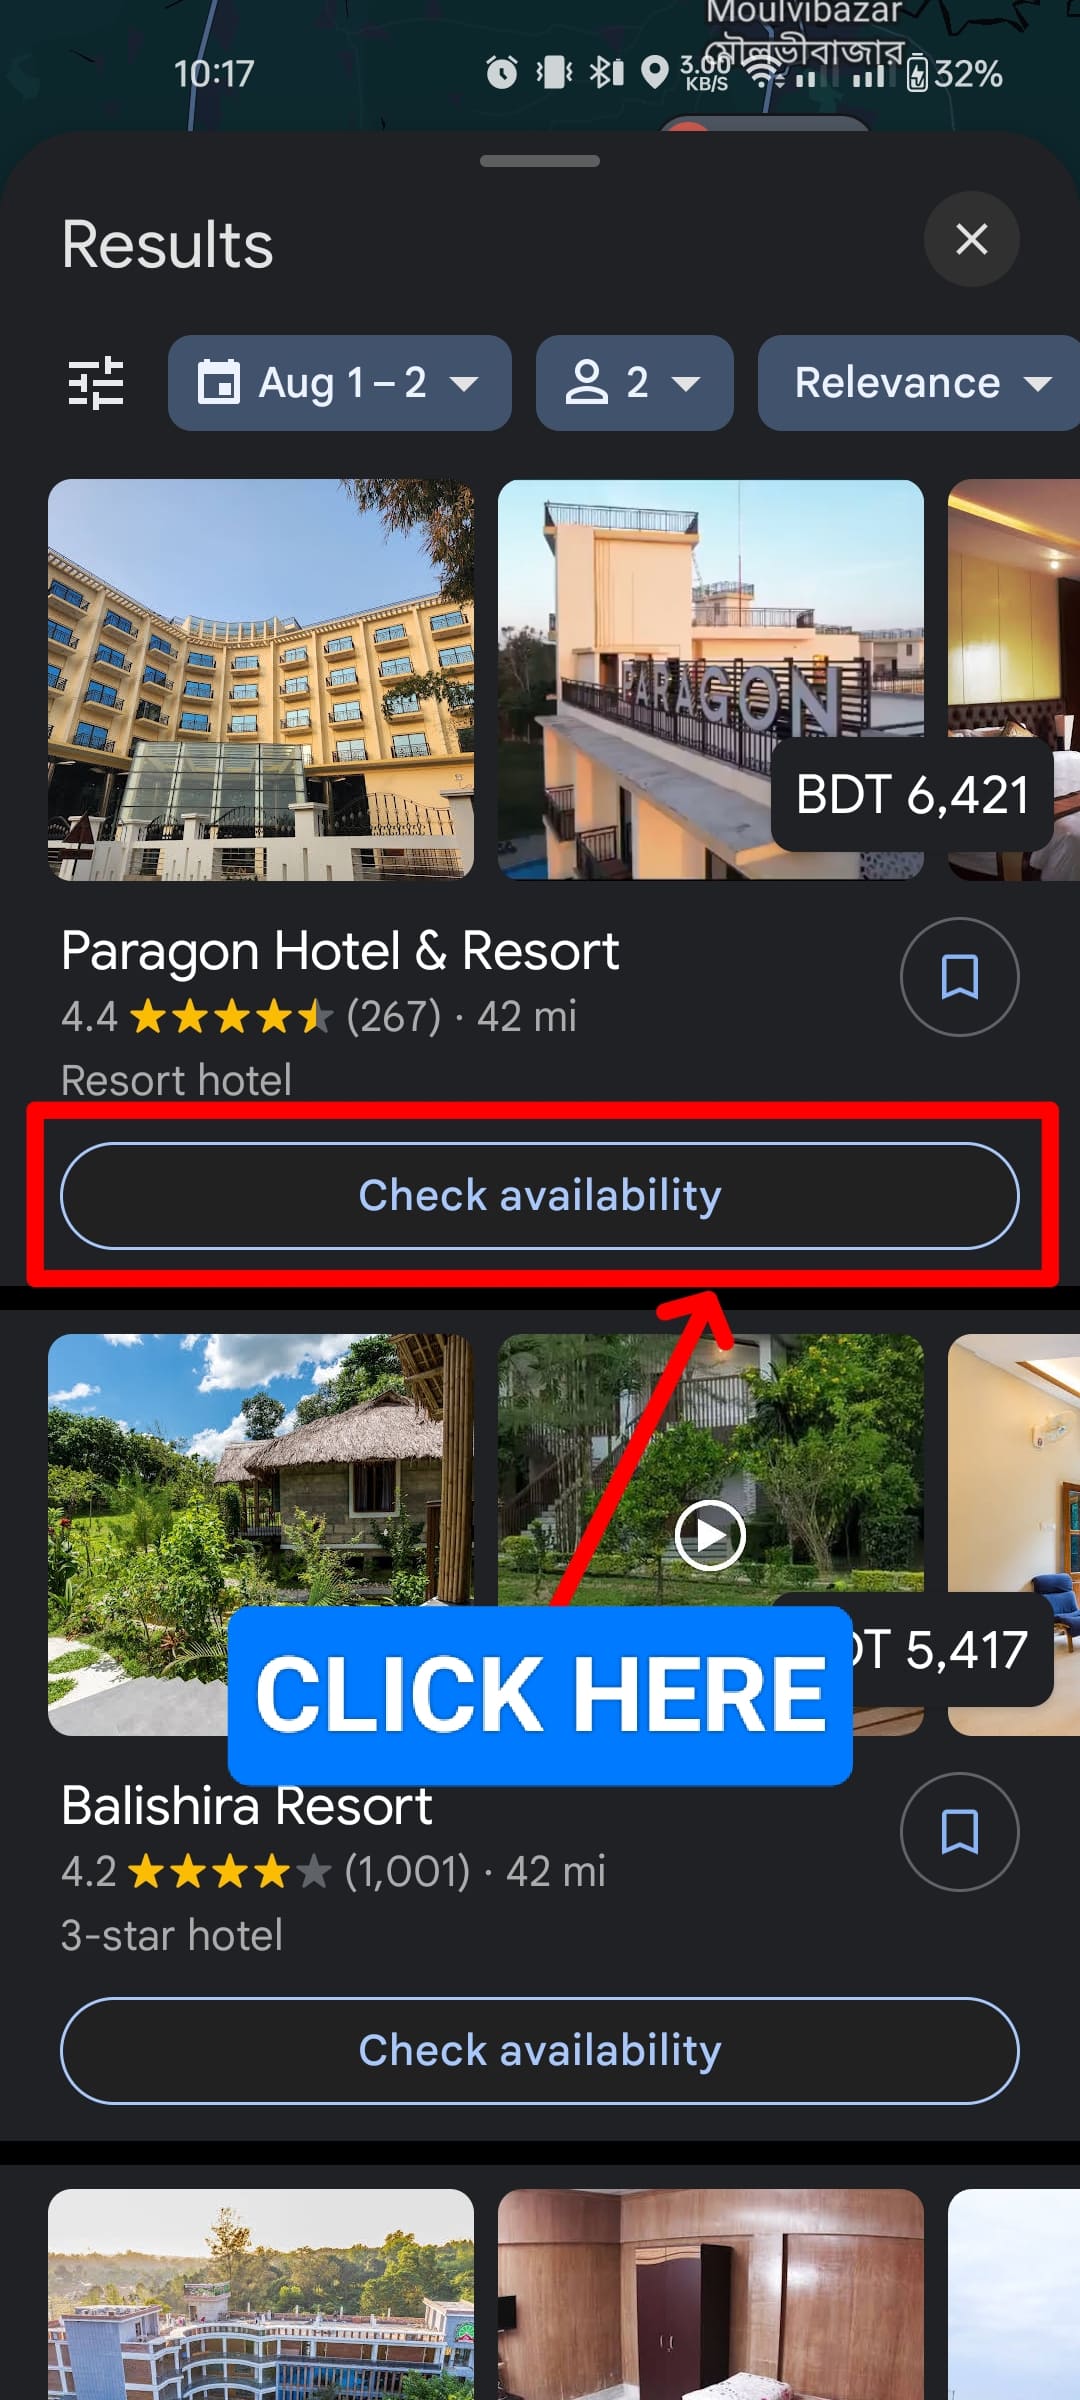 Moulvibazar
মৌলভীবাজার
10:17
3.00
KB/S
32%
Results
Aug 1 – 2
2
Relevance
PARAGON
BDT 6,421
Paragon Hotel & Resort
4.4 (267) · 42 mi
Resort hotel
Check availability
DT 5,417
CLICK HERE
Balishira Resort
4.2 (1,001) · 42 mi
3-star hotel
Check availability